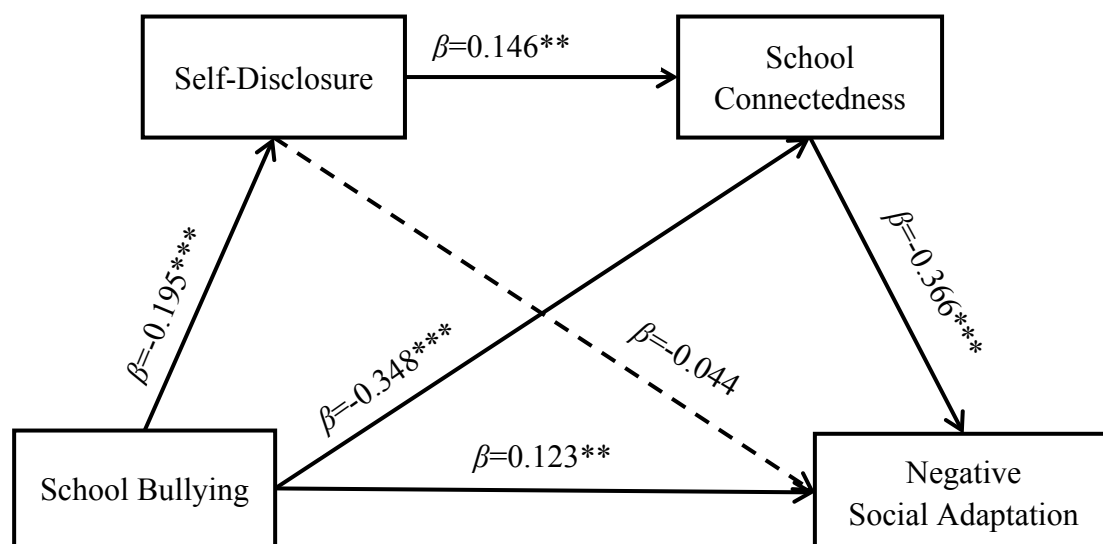 β=0.146**
Self-Disclosure
School
Connectedness
β=-0.195***
β=-0.348***
β=-0.044
β=-0.366***
School Bullying
β=0.123**
Negative
Social Adaptation